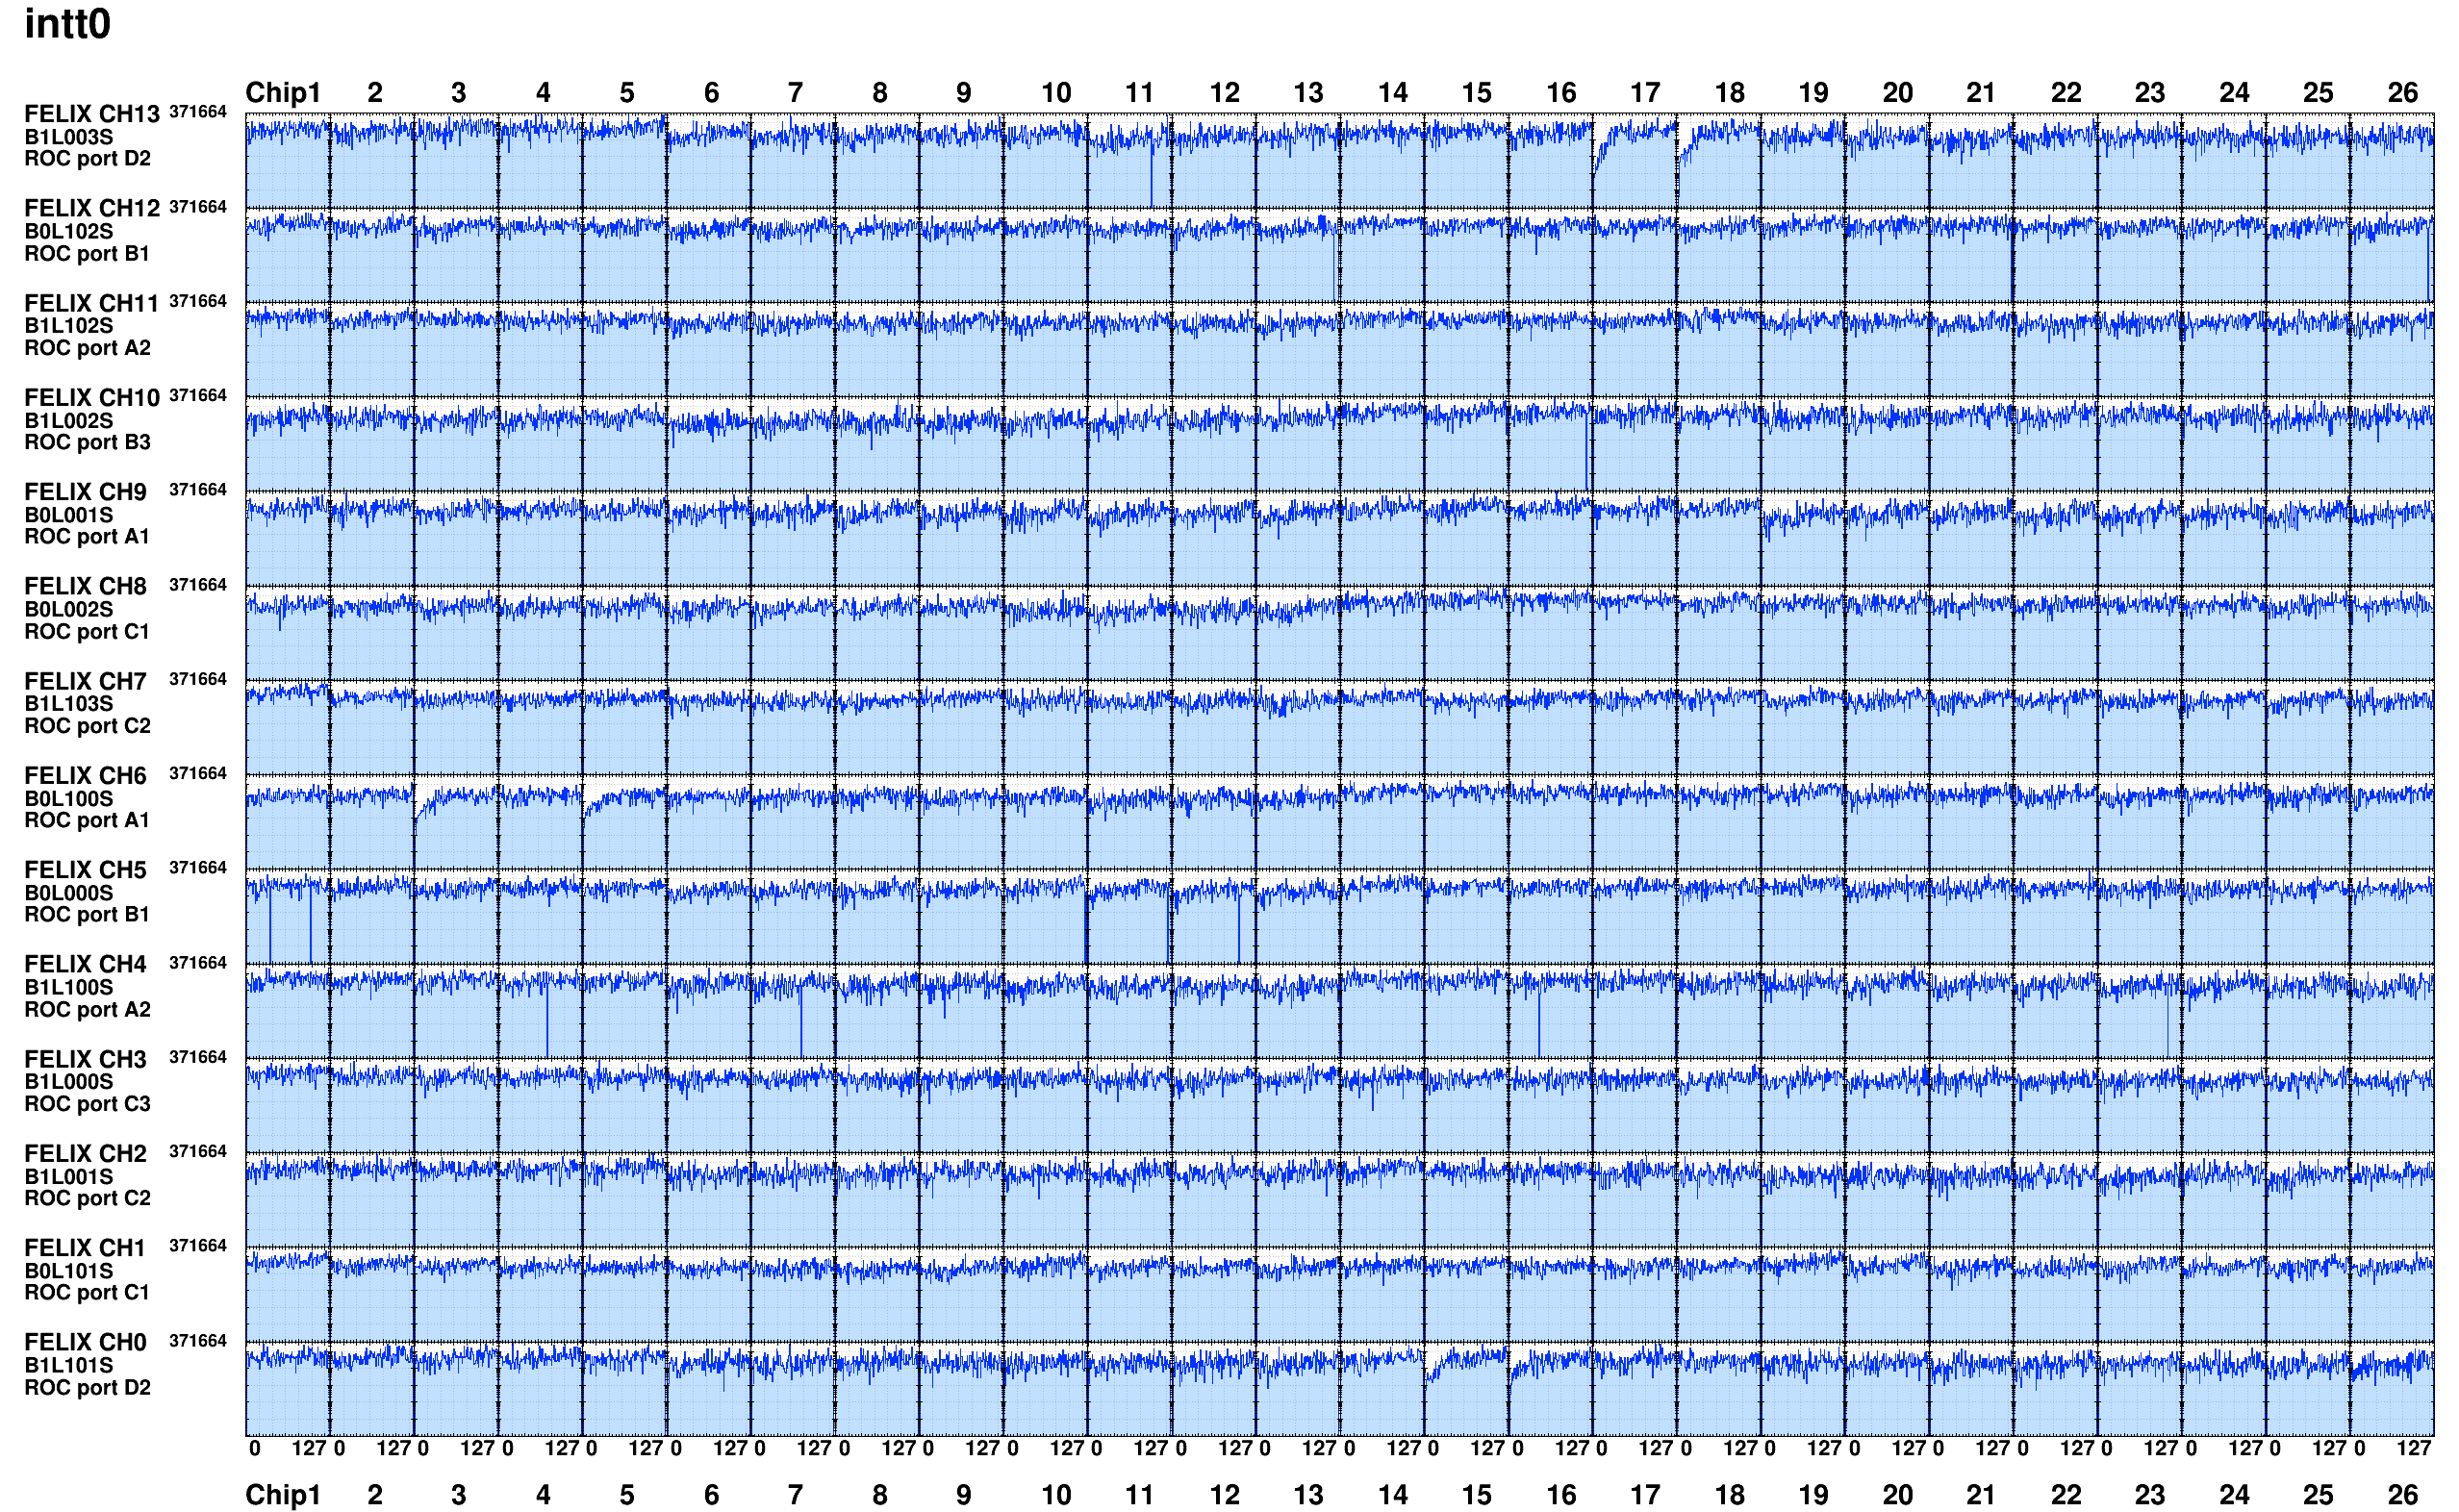 intt0
Chip1 2 3 4 5 6 7 8 9 10 11 12 13 14 15 16 17 18 19 20 21 22 23 24 25 26
FELIX CH13 371664
B1L003S
ROC port D2
FELIX CH12 371664
B0L102S
ROC port B1
FELIX CH11 371664
B1L102S
ROC port A2
FELIX CH10 371664
B1L002S
ROC port B3
FELIX CH9 371664
B0L001S
ROC port A1
FELIX CH8 371664
B0L002S
ROC port C1
FELIX CH7 371664
B1L103S
ROC port C2
FELIX CH6 371664
B0L100S
ROC port A1
FELIX CH5 371664
B0L000S
ROC port B1
FELIX CH4 371664
B1L100S
ROC port A2
FELIX CH3 371664
B1L000S
ROC port C3
FELIX CH2 371664
B1L001S
ROC port C2
FELIX CH1 371664
B0L101S
ROC port C1
FELIX CH0 371664
B1L101S
ROC port D2
0 127 0 127 0 127 0 127 0 127 0 127 0 127 0 127 0 127 0 127 0 127 0 127 0 127 0 127 0 127 0 127 0 127 0 127 0 127 0 127 0 127 0 127 0 127 0 127 0 127 0 127
Chip1 2 3 4 5 6 7 8 9 10 11 12 13 14 15 16 17 18 19 20 21 22 23 24 25 26